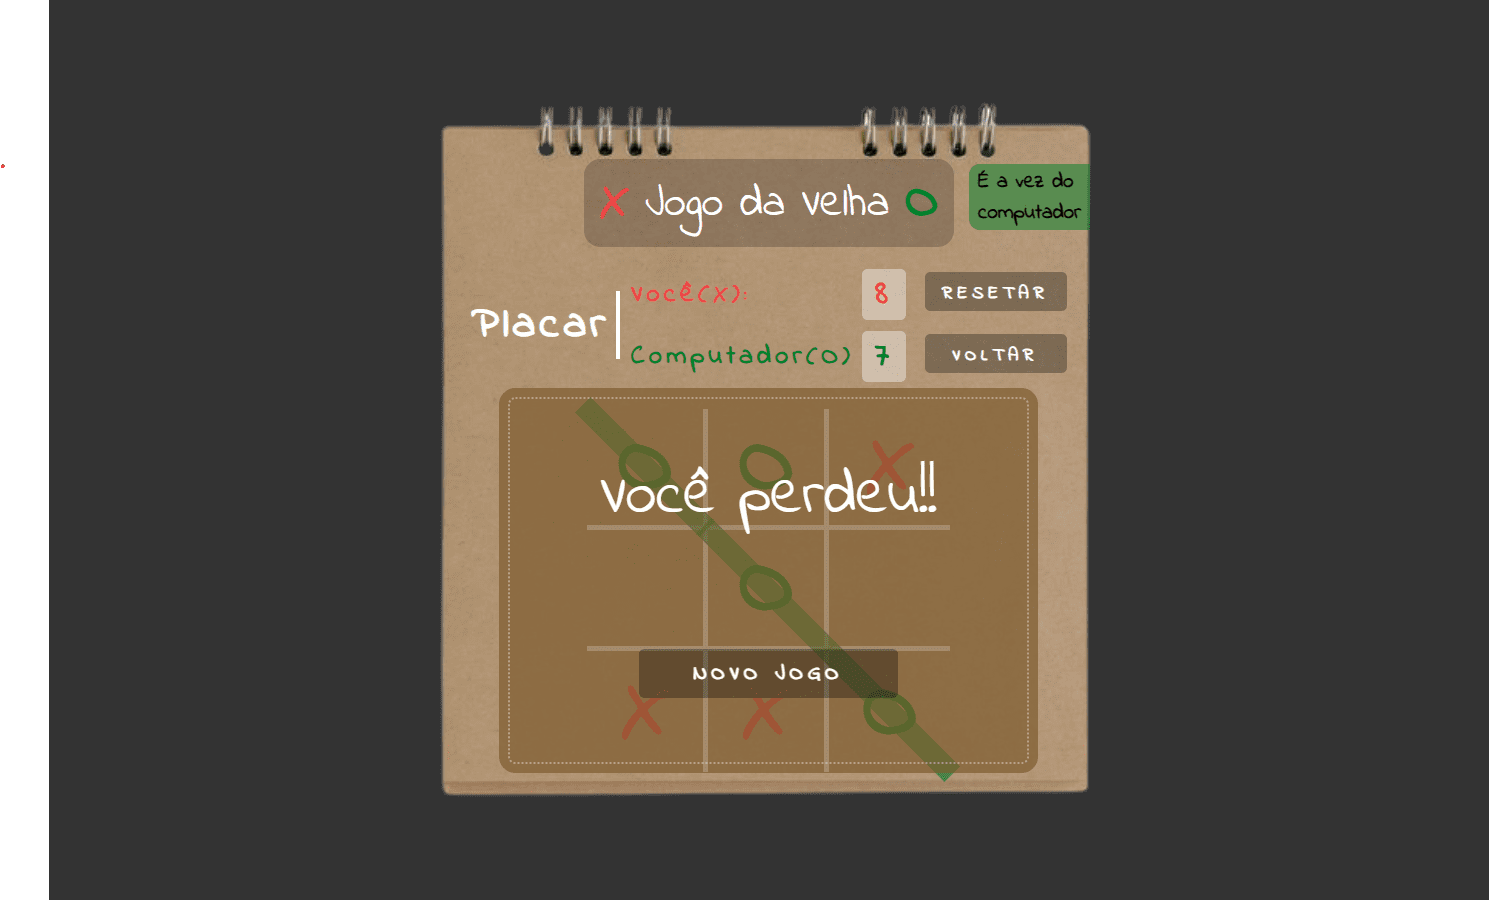 X Jogo da velha O
É a vez do
computador
Placar
Você(X): 8
RESETAR
Computador(O) 7
VOLTAR
O O X
Você perdeu!!
O
NOVO JOGO
X X O